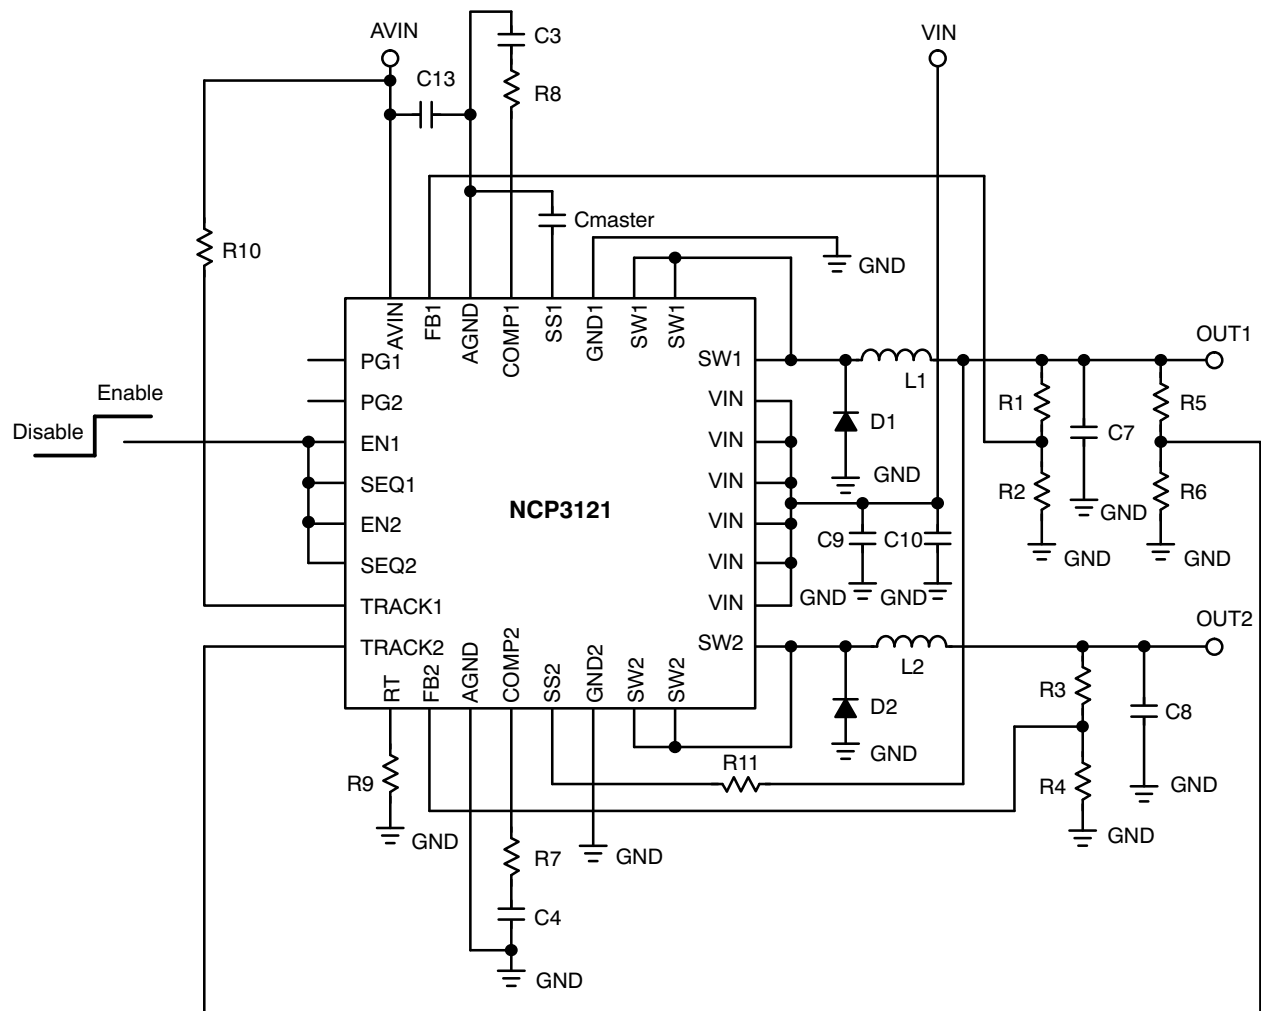 AVIN
VIN
C3
C13
R8
Cmaster
R10
GND
AVIN
FB1
AGND
COMP1
SS1
GND1
SW1
SW1
OUT1
PG1
SW1
L1
Enable
PG2
VIN
R1
R5
Disable
D1
C7
EN1
VIN
GND
SEQ1
VIN
R2
R6
NCP3121
GND
EN2
VIN
C9
C10
GND
GND
SEQ2
VIN
GND
GND
TRACK1
VIN
OUT2
TRACK2
SW2
L2
RT
FB2
AGND
COMP2
SS2
GND2
SW2
SW2
R3
D2
C8
GND
R11
R9
R4
GND
GND
GND
R7
GND
C4
GND